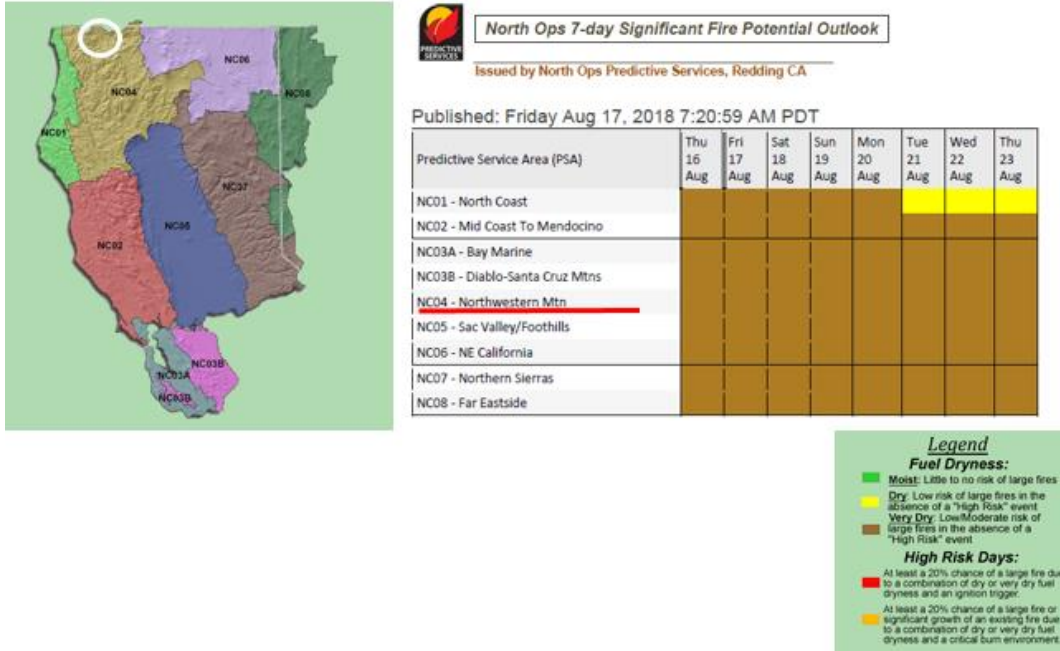 NC06
NC04
NC08
NC01
NC07
NC02
NC05
NC03B
NC03A
NC03B
PREDICTIVE
SERVICES
North Ops 7-day Significant Fire Potential Outlook
Issued by North Ops Predictive Services, Redding CA
Published: Friday Aug 17, 2018 7:20:59 AM PDT
Predictive Service Area (PSA)
Thu 16 Aug
Fri 17 Aug
Sat 18 Aug
Sun 19 Aug
Mon 20 Aug
Tue 21 Aug
Wed 22 Aug
Thu 23 Aug
NC01 - North Coast
NC02 - Mid Coast To Mendocino
NC03A - Bay Marine
NC03B - Diablo-Santa Cruz Mtns
NC04 - Northwestern Mtn
NC05 - Sac Valley/Foothills
NC06 - NE California
NC07 - Northern Sierras
NC08 - Far Eastside
Legend
Fuel Dryness:
Moist: Little to no risk of large fires
Dry: Low risk of large fires in the
absence of a "High Risk" event
Very Dry: Low/Moderate risk of
large fires in the absence of a
"High Risk" event
High Risk Days:
At least a 20% chance of a large fire du
to a combination of dry or very dry fuel
dryness and an ignition trigger.
At least a 20% chance of a large fire or
significant growth of an existing fire due
to a combination of dry or very dry fuel
dryness and a critical burn environment